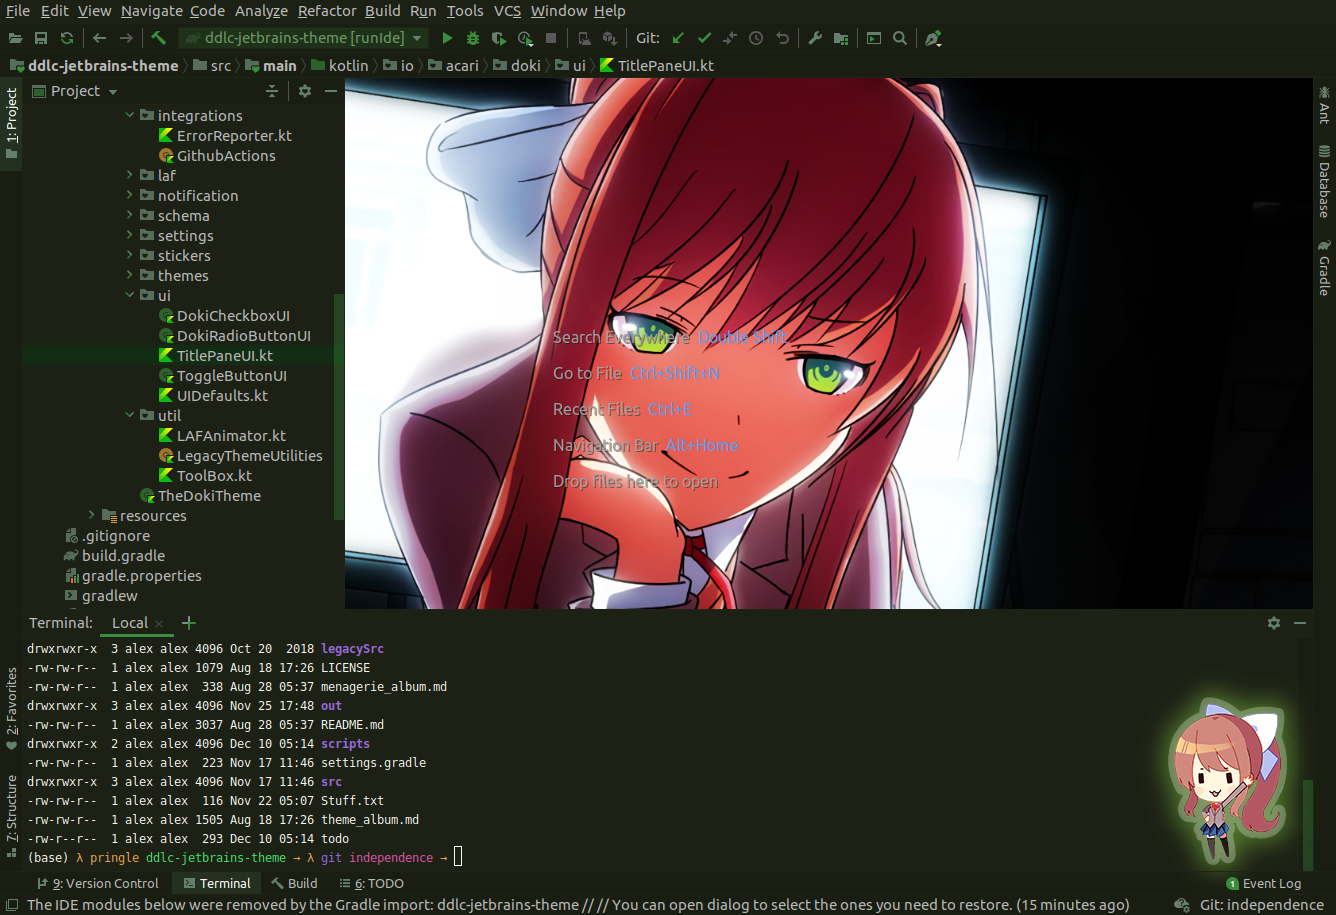 File Edit View Navigate Code Analyze Refactor Build Run Tools VCS Window Help
ddlc-jetbrains-theme [runIde] Git:
ddlc-jetbrains-theme src main kotlin io acari doki ui TitlePaneUI.kt
1: Project
Project
integrations
ErrorReporter.kt
GithubActions
laf
notification
schema
settings
stickers
themes
ui
DokiCheckboxUI
DokiRadioButtonUI
TitlePaneUI.kt
ToggleButtonUI
UIDefaults.kt
util
LAFAnimator.kt
LegacyThemeUtilities
ToolBox.kt
TheDokiTheme
resources
.gitignore
build.gradle
gradle.properties
gradlew
Search Everywhere Double Shift
Go to File Ctrl+Shift+N
Recent Files Ctrl+E
Navigation Bar Alt+Home
Drop files here to open
Ant
Database
Gradle
Terminal: Local
2: Favorites
7: Structure
drwxrwxr-x 3 alex alex 4096 Oct 20 2018 legacySrc
-rw-rw-r-- 1 alex alex 1079 Aug 18 17:26 LICENSE
-rw-rw-r-- 1 alex alex 338 Aug 28 05:37 menagerie_album.md
drwxrwxr-x 3 alex alex 4096 Nov 25 17:48 out
-rw-rw-r-- 1 alex alex 3037 Aug 28 05:37 README.md
drwxrwxr-x 2 alex alex 4096 Dec 10 05:14 scripts
-rw-rw-r-- 1 alex alex 223 Nov 17 11:46 settings.gradle
drwxrwxr-x 3 alex alex 4096 Nov 17 11:46 src
-rw-rw-r-- 1 alex alex 116 Nov 22 05:07 Stuff.txt
-rw-rw-r-- 1 alex alex 1505 Aug 18 17:26 theme_album.md
-rw-r--r-- 1 alex alex 293 Dec 10 05:14 todo
(base) λ pringle ddlc-jetbrains-theme → λ git independence →
9: Version Control Terminal Build 6: TODO 1 Event Log
The IDE modules below were removed by the Gradle import: ddlc-jetbrains-theme // // You can open dialog to select the ones you need to restore. (15 minutes ago) Git: independence